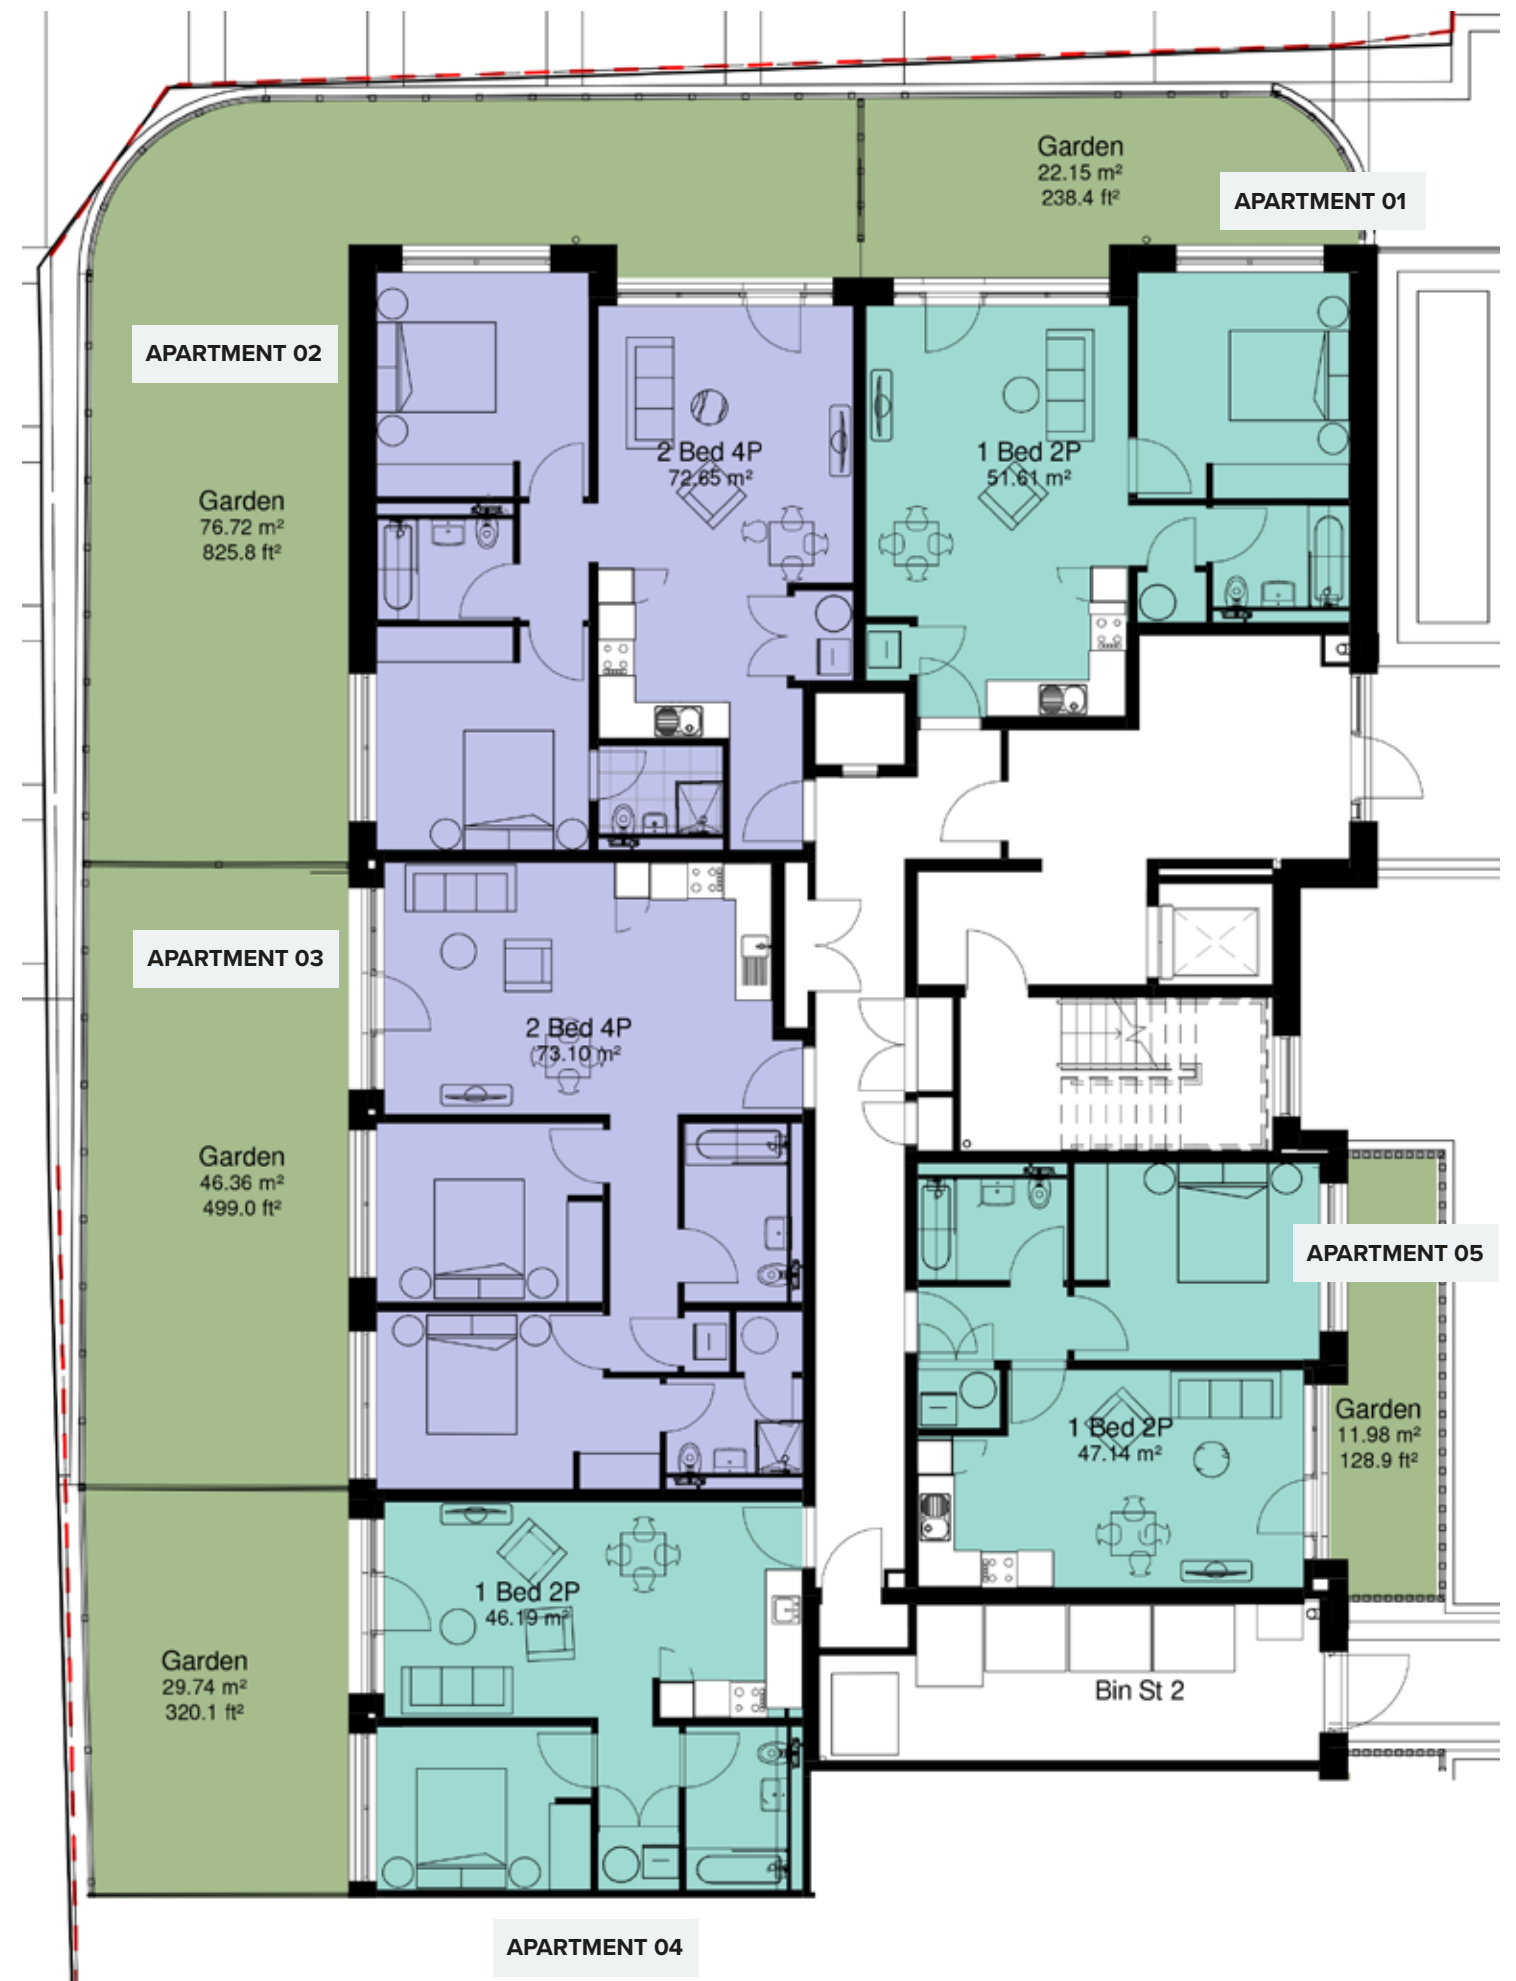 Garden
22.15 m²
238.4 ft²
APARTMENT 01
APARTMENT 02
2 Bed 4P
72.65 m²
1 Bed 2P
51.61 m²
Garden
76.72 m²
825.8 ft²
APARTMENT 03
2 Bed 4P
73.10 m²
Garden
46.36 m²
499.0 ft²
APARTMENT 05
Garden
11.98 m²
128.9 ft²
1 Bed 2P
47.14 m²
1 Bed 2P
46.19 m²
Garden
29.74 m²
320.1 ft²
Bin St 2
APARTMENT 04